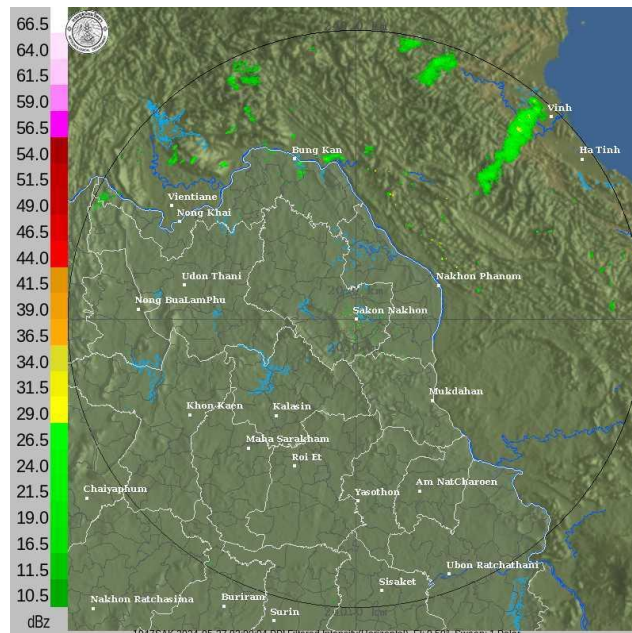 66.5
64.0
61.5
59.0
56.5
54.0
51.5
49.0
46.5
44.0
41.5
39.0
36.5
34.0
31.5
29.0
26.5
24.0
21.5
19.0
16.5
14.0
11.5
10.5
dBz
Vinh
Ha Tinh
Bung Kan
Vientiane
Nong Khai
Udon Thani
Nakhon Phanom
Nong BuaLamPhu
Sakon Nakhon
Mukdahan
Khon Kaen
Kalasin
Maha Sarakham
Roi Et
Chaiyaphum
Am NatCharoen
Yasothon
Ubon Ratchathani
Sisaket
Nakhon Ratchasima
Buriram
Surin